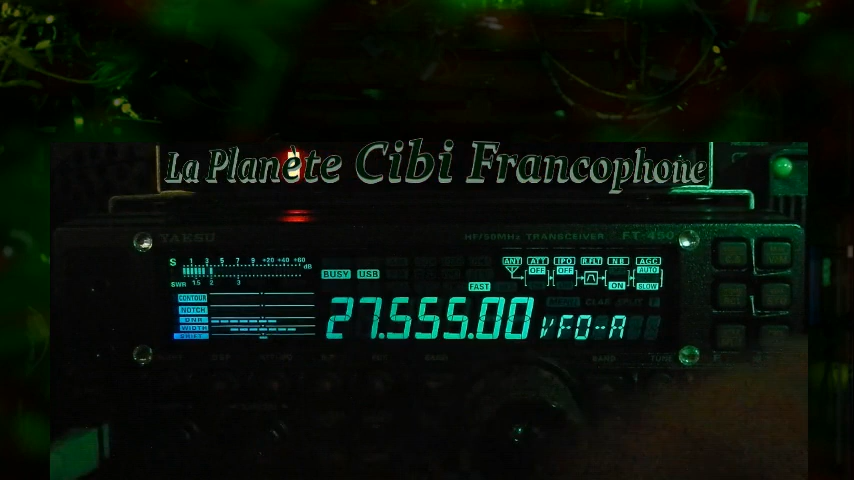 La Planète Cibi Francophone
YAESU HF/50MHz TRANSCEIVER FT-450
S 1 3 5 7 9 +20 +40 +60 dB
SWR 1.5 2 3
BUSY USB
ANT ATT IPO R.FLT NB AGC
OFF OFF AUTO
ON SLOW
FAST
CONTOUR
NOTCH
DNR
WIDTH
SHIFT
27.555.00 VFO-A